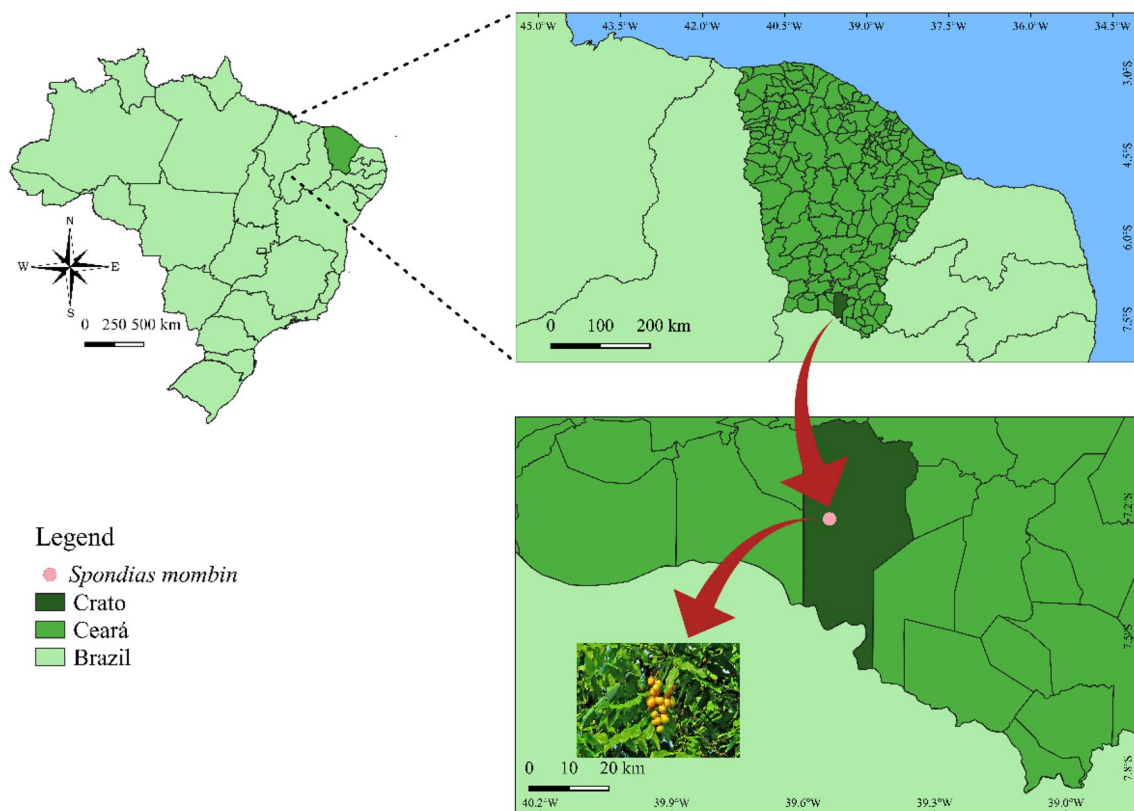 45.0°W 43.5°W 42.0°W 40.5°W 39.0°W 37.5°W 36.0°W 34.5°W
3.0°S
4.5°S
6.0°S
7.5°S
0 100 200 km
N
W E
S
0 250 500 km
Legend
Spondias mombin
Crato
Ceará
Brazil
7.2°S
7.5°S
7.8°S
0 10 20 km
40.2°W 39.9°W 39.6°W 39.3°W 39.0°W